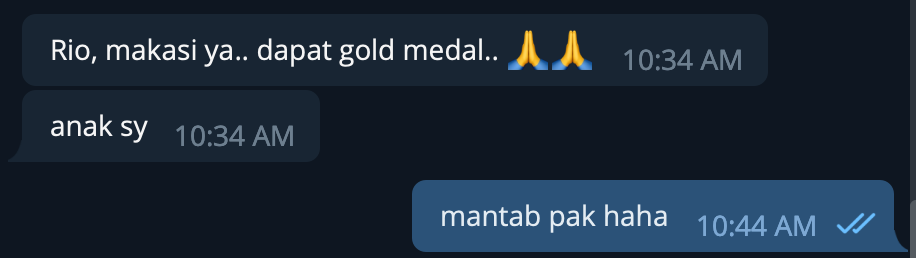 Rio, makasi ya.. dapat gold medal.. 🙏🙏 10:34 AM
anak sy 10:34 AM
mantab pak haha 10:44 AM